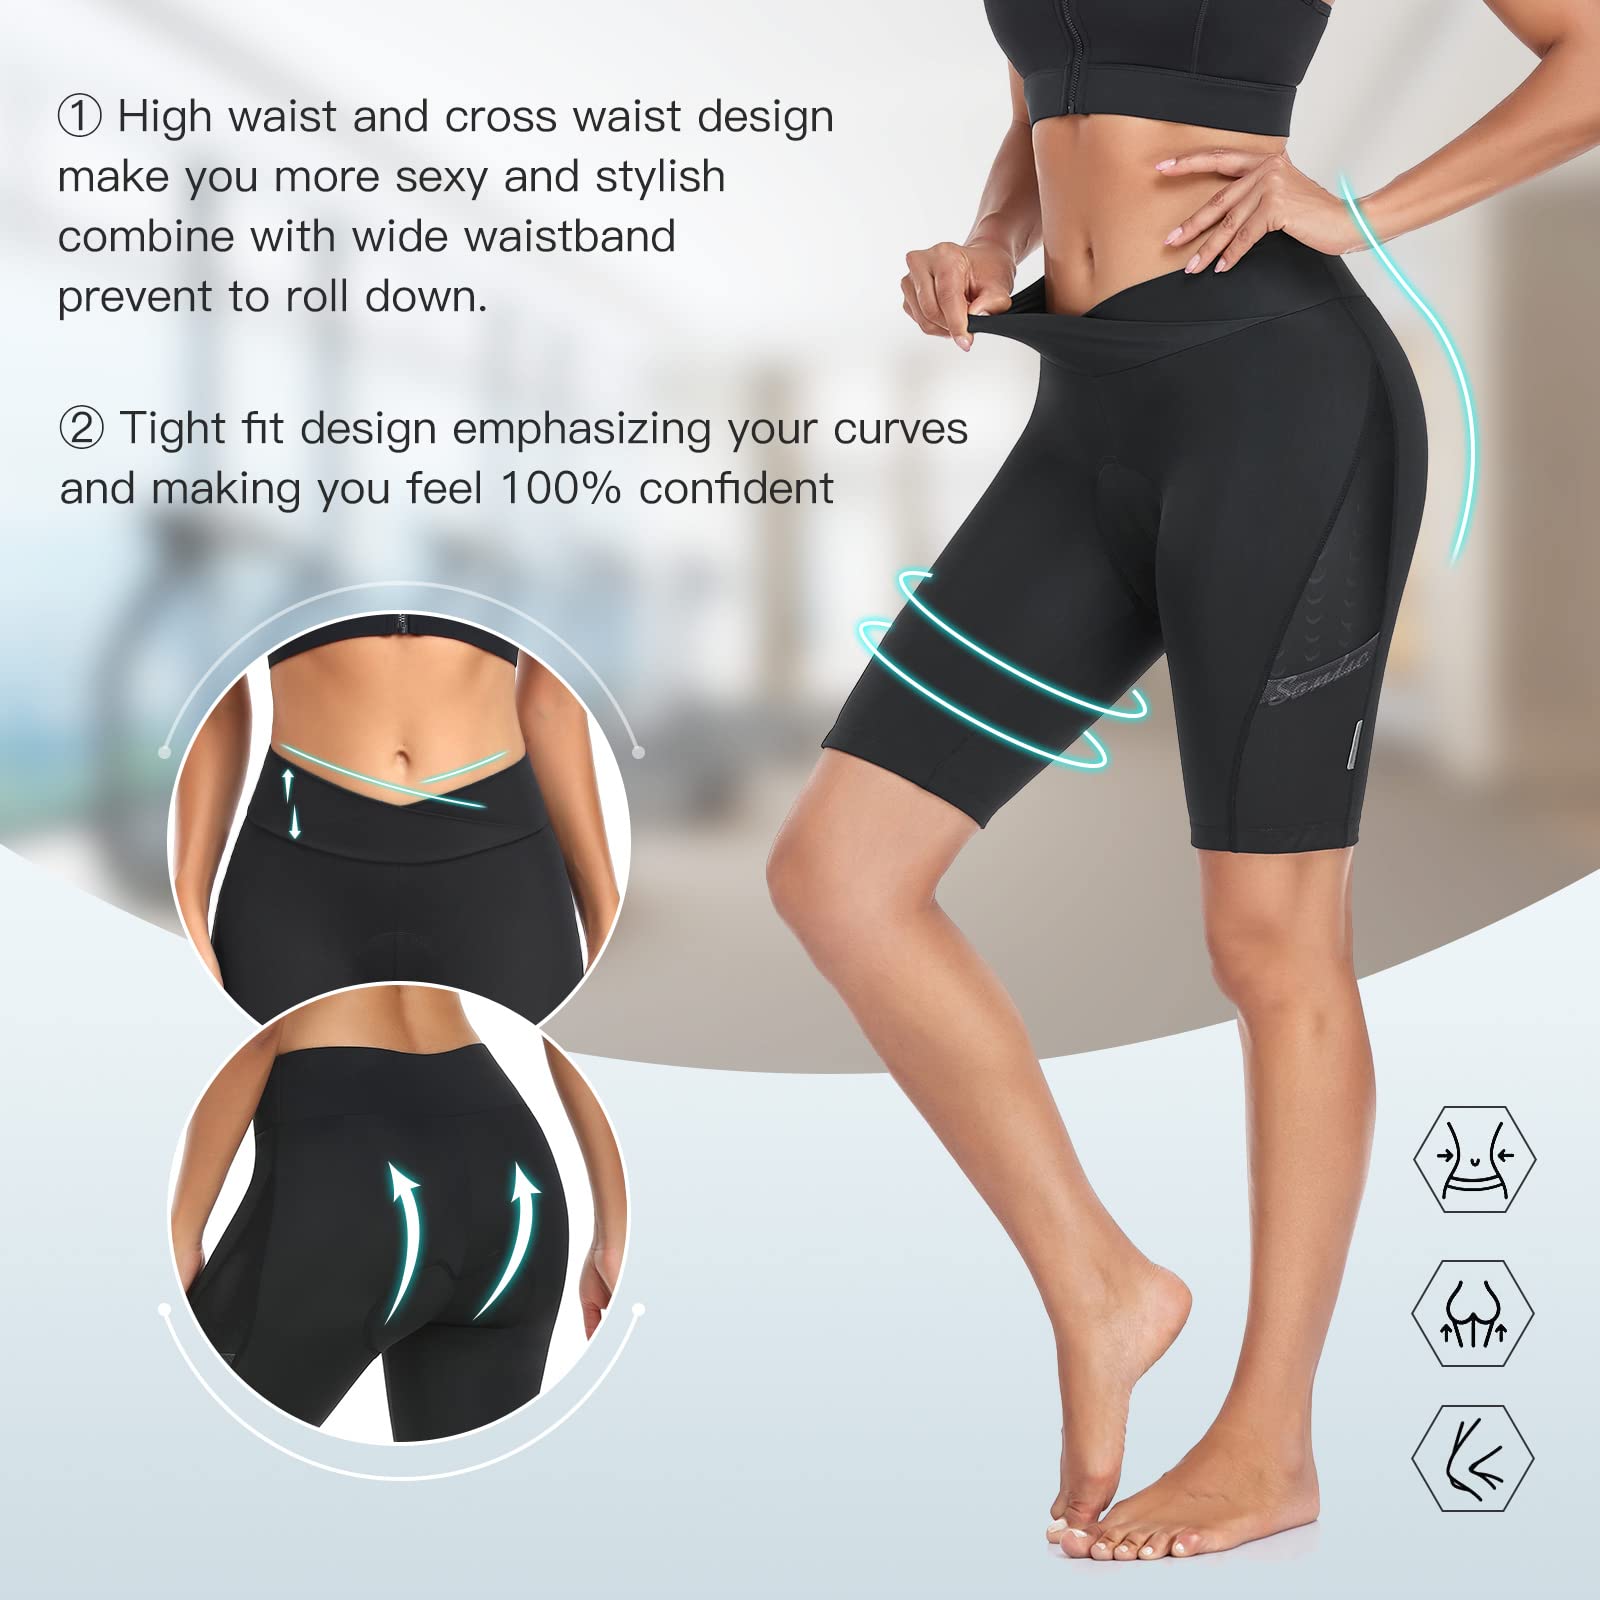 ① High waist and cross waist design
make you more sexy and stylish
combine with wide waistband
prevent to roll down.
② Tight fit design emphasizing your curves
and making you feel 100% confident